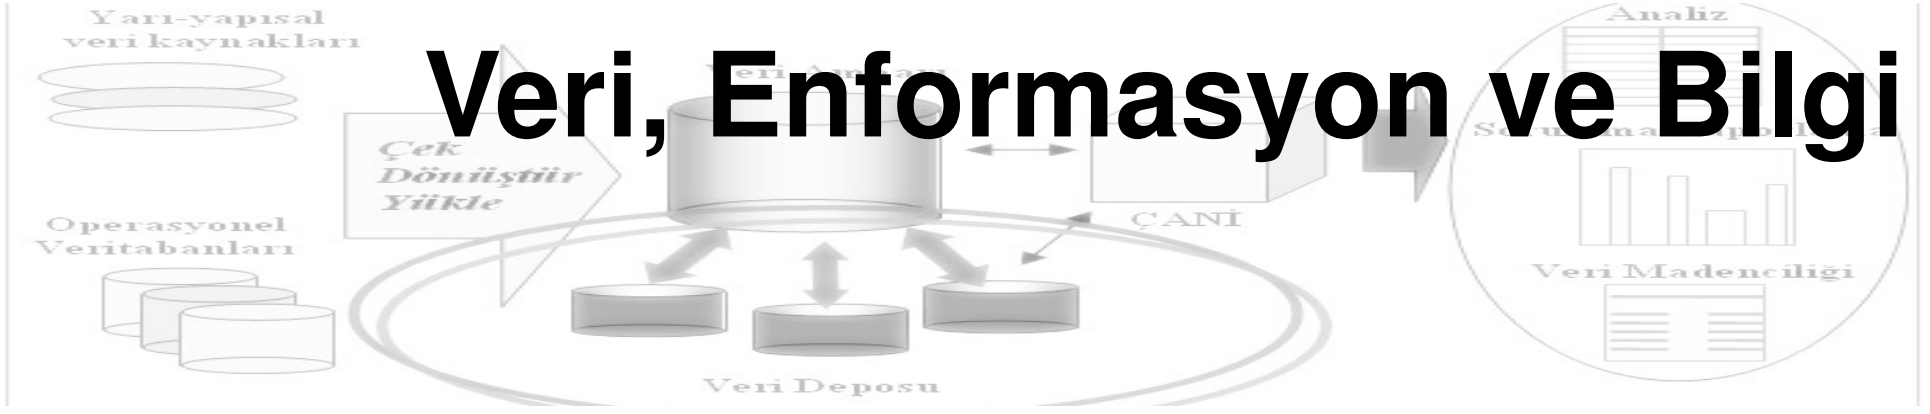 Yarı-yapısal
veri kaynakları
Veri, Enformasyon ve Bilgi
Analiz
Çek
Dönüştür
Yükle
Operasyonel
Veritabanları
ÇANİ
Veri Madenciliği
Veri Deposu